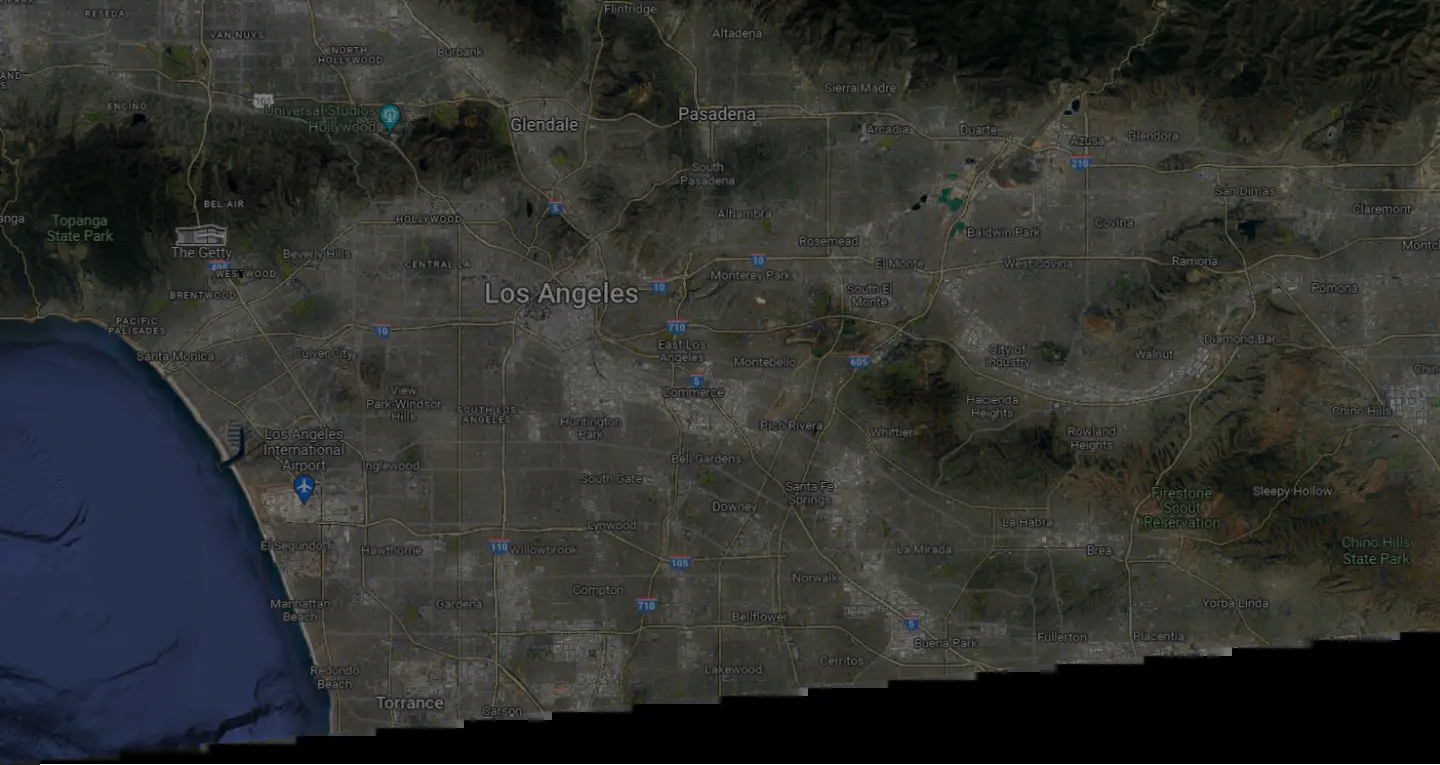 RESEDA
VAN NUYS
NORTH
HOLLYWOOD
Burbank
Flintridge
Altadena
Sierra Madre
ENCINO
101
Universal Studios
Hollywood
Glendale
Pasadena
Arcadia
Duarte
Azusa
Glendora
210
South
Pasadena
San Dimas
Claremont
BEL AIR
Topanga
State Park
HOLLYWOOD
5
Alhambra
Covina
Baldwin Park
The Getty
Beverly Hills
Rosemead
405
WESTWOOD
CENTRAL LA
10
Monterey Park
El Monte
West Covina
Ramona
BRENTWOOD
Los Angeles
10
South El
Monte
Pomona
PACIFIC
PALISADES
10
710
Santa Monica
Culver City
East Los
Angeles
Montebello
605
City of
Industry
Walnut
Diamond Bar
View
Park-Windsor
Hills
5
Commerce
SOUTH LOS
ANGELES
Huntington
Park
Pico Rivera
Whittier
Hacienda
Heights
Chino Hills
Rowland
Heights
Los Angeles
International
Airport
Inglewood
Bell Gardens
South Gate
Downey
Santa Fe
Springs
Firestone
Scout
Reservation
Sleepy Hollow
El Segundo
Hawthorne
110
Willowbrook
Lynwood
105
La Mirada
La Habra
Brea
Chino Hills
State Park
Manhattan
Beach
Gardena
Compton
710
Norwalk
Bellflower
5
Yorba Linda
Buena Park
Fullerton
Placentia
Redondo
Beach
Lakewood
Cerritos
Torrance
Carson